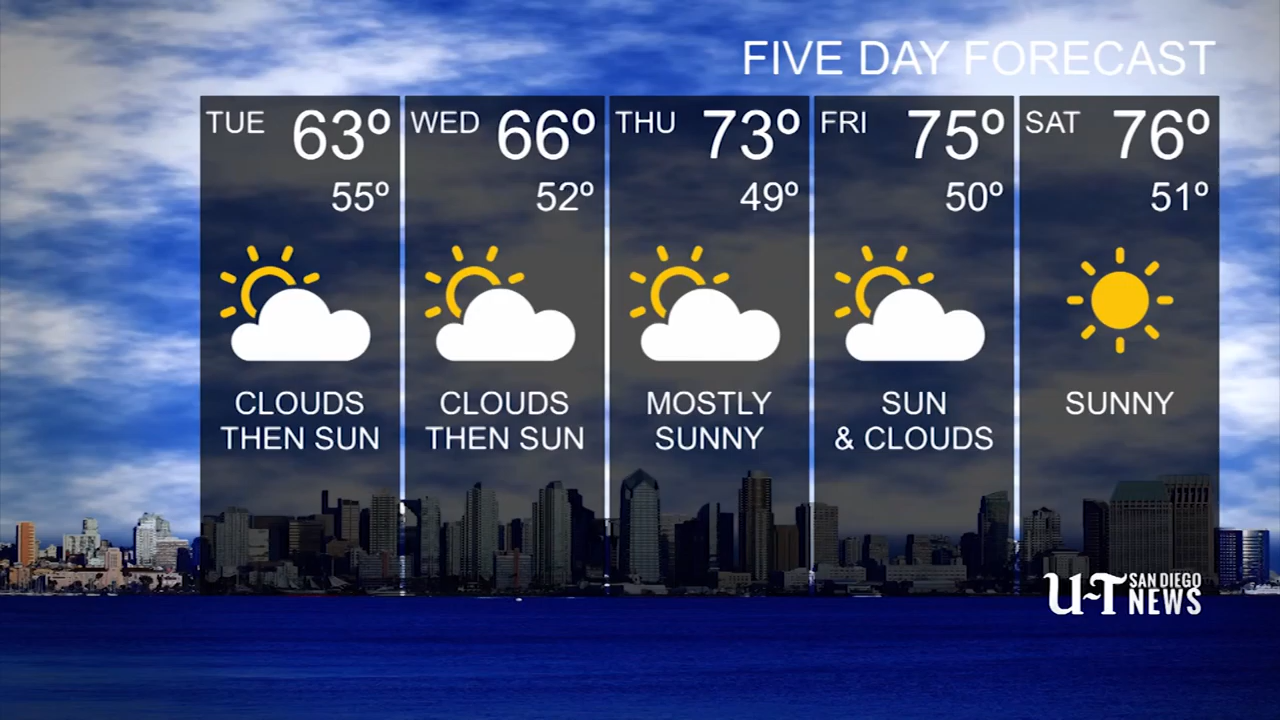 FIVE DAY FORECAST
TUE 63º
55º
CLOUDS
THEN SUN
WED 66º
52º
CLOUDS
THEN SUN
THU 73º
49º
MOSTLY
SUNNY
FRI 75º
50º
SUN
& CLOUDS
SAT 76º
51º
SUNNY
U-T SAN DIEGO
NEWS